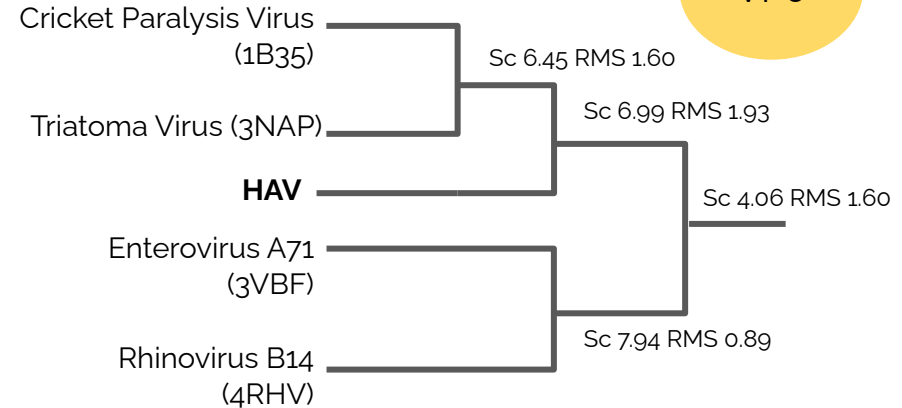 Cricket Paralysis Virus
(1B35)
Sc 6.45 RMS 1.60
Sc 6.99 RMS 1.93
Triatoma Virus (3NAP)
HAV
Sc 4.06 RMS 1.60
Enterovirus A71
(3VBF)
Sc 7.94 RMS 0.89
Rhinovirus B14
(4RHV)